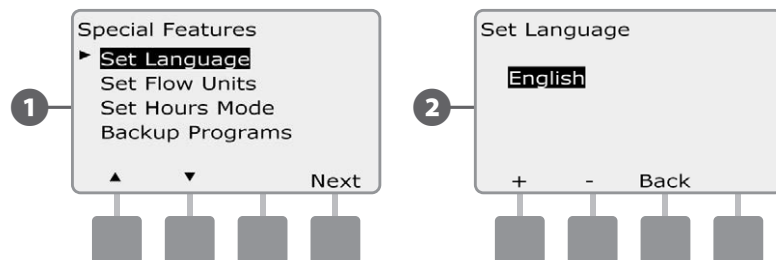 Special Features
► Set Language
Set Flow Units
Set Hours Mode
Backup Programs
▲ ▼ Next
1
Set Language
English
+ - Back
2